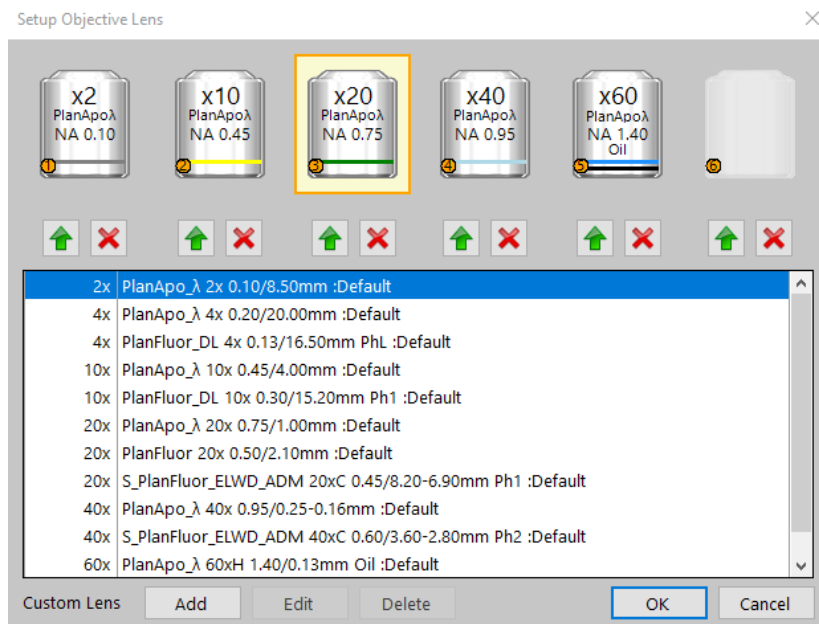 Setup Objective Lens
x2
PlanApoλ
NA 0.10
1
x10
PlanApoλ
NA 0.45
2
x20
PlanApoλ
NA 0.75
3
x40
PlanApoλ
NA 0.95
4
x60
PlanApoλ
NA 1.40
Oil
5
6
2x PlanApo_λ 2x 0.10/8.50mm :Default
4x PlanApo_λ 4x 0.20/20.00mm :Default
4x PlanFluor_DL 4x 0.13/16.50mm PhL :Default
10x PlanApo_λ 10x 0.45/4.00mm :Default
10x PlanFluor_DL 10x 0.30/15.20mm Ph1 :Default
20x PlanApo_λ 20x 0.75/1.00mm :Default
20x PlanFluor 20x 0.50/2.10mm :Default
20x S_PlanFluor_ELWD_ADM 20xC 0.45/8.20-6.90mm Ph1 :Default
40x PlanApo_λ 40x 0.95/0.25-0.16mm :Default
40x S_PlanFluor_ELWD_ADM 40xC 0.60/3.60-2.80mm Ph2 :Default
60x PlanApo_λ 60xH 1.40/0.13mm Oil :Default
Custom Lens Add Edit Delete OK Cancel